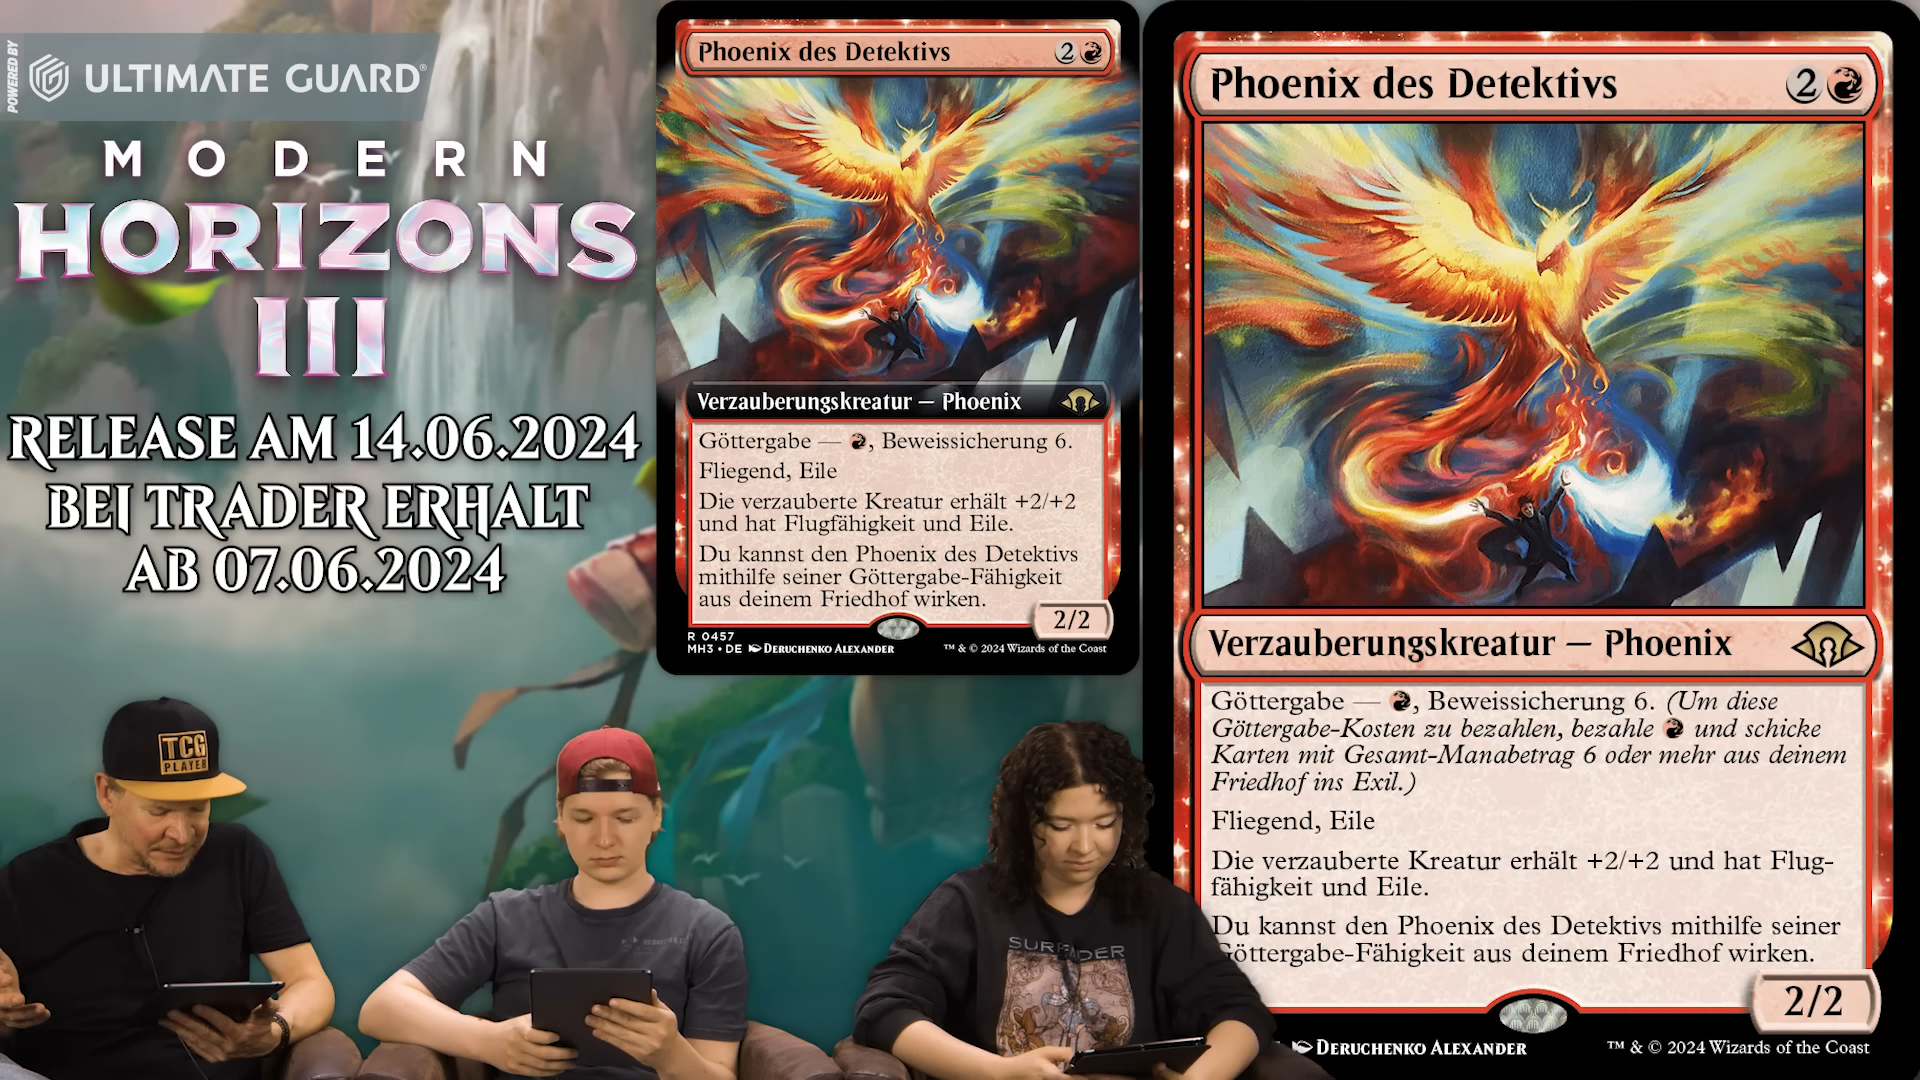 POWERED BY
ULTIMATE GUARD®
MODERN
HORIZONS
III
RELEASE AM 14.06.2024
BEI TRADER ERHALT
AB 07.06.2024
Phoenix des Detektivs 2
Verzauberungskreatur — Phoenix
Göttergabe — , Beweissicherung 6.
Fliegend, Eile
Die verzauberte Kreatur erhält +2/+2
und hat Flugfähigkeit und Eile.
Du kannst den Phoenix des Detektivs
mithilfe seiner Göttergabe-Fähigkeit
aus deinem Friedhof wirken.
2/2
R 0457
MH3 • DE Deruchenko Alexander ™ & © 2024 Wizards of the Coast
Phoenix des Detektivs 2
Verzauberungskreatur — Phoenix
Göttergabe — , Beweissicherung 6. (Um diese
Göttergabe-Kosten zu bezahlen, bezahle und schicke
Karten mit Gesamt-Manabetrag 6 oder mehr aus deinem
Friedhof ins Exil.)
Fliegend, Eile
Die verzauberte Kreatur erhält +2/+2 und hat Flug-
fähigkeit und Eile.
Du kannst den Phoenix des Detektivs mithilfe seiner
Göttergabe-Fähigkeit aus deinem Friedhof wirken.
2/2
Deruchenko Alexander ™ & © 2024 Wizards of the Coast
TCG
PLAYER
SURRENDER